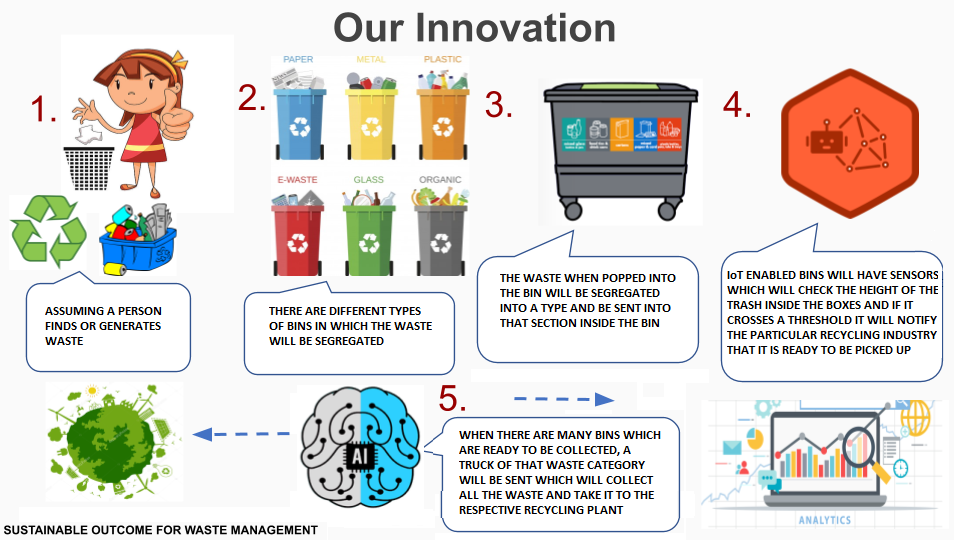 Our Innovation
1.
2.
PAPER
METAL
PLASTIC
E-WASTE
GLASS
ORGANIC
3.
4.
ASSUMING A PERSON
FINDS OR GENERATES
WASTE
THERE ARE DIFFERENT TYPES
OF BINS IN WHICH THE WASTE
WILL BE SEGREGATED
THE WASTE WHEN POPPED INTO
THE BIN WILL BE SEGREGATED
INTO A TYPE AND BE SENT INTO
THAT SECTION INSIDE THE BIN
IoT ENABLED BINS WILL HAVE SENSORS
WHICH WILL CHECK THE HEIGHT OF THE
TRASH INSIDE THE BOXES AND IF IT
CROSSES A THRESHOLD IT WILL NOTIFY
THE PARTICULAR RECYCLING INDUSTRY
THAT IT IS READY TO BE PICKED UP
5.
AI
WHEN THERE ARE MANY BINS WHICH
ARE READY TO BE COLLECTED, A
TRUCK OF THAT WASTE CATEGORY
WILL BE SENT WHICH WILL COLLECT
ALL THE WASTE AND TAKE IT TO THE
RESPECTIVE RECYCLING PLANT
ANALYTICS
SUSTAINABLE OUTCOME FOR WASTE MANAGEMENT